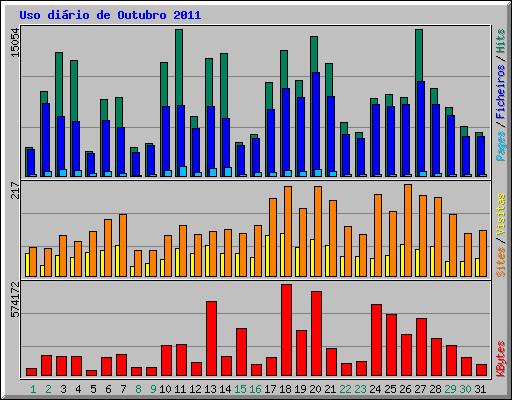 Uso diário de Outubro 2011
15054
Pages / Ficheiros / Hits
217
Sites / Visitas
574172
KBytes
1 2 3 4 5 6 7 8 9 10 11 12 13 14 15 16 17 18 19 20 21 22 23 24 25 26 27 28 29 30 31